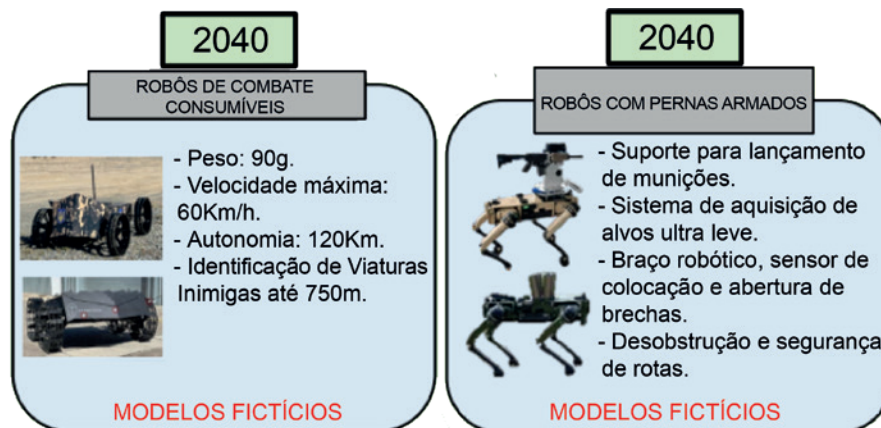 2040
ROBÔS DE COMBATE
CONSUMÍVEIS
- Peso: 90g.
- Velocidade máxima:
60Km/h.
- Autonomia: 120Km.
- Identificação de Viaturas
Inimigas até 750m.
MODELOS FICTÍCIOS
2040
ROBÔS COM PERNAS ARMADOS
- Suporte para lançamento
de munições.
- Sistema de aquisição de
alvos ultra leve.
- Braço robótico, sensor de
colocação e abertura de
brechas.
- Desobstrução e segurança
de rotas.
MODELOS FICTÍCIOS